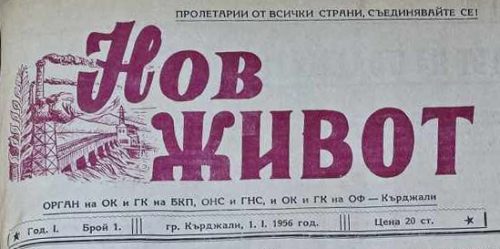 ПРОЛЕТАРИИ ОТ ВСИЧКИ СТРАНИ, СЪЕДИНЯВАЙТЕ СЕ!
Нов
ЖИВОТ
ОРГАН на ОК и ГК на БКП, ОНС и ГНС, и ОК и ГК на ОФ — Кърджали
Год. I. Брой 1. гр. Кърджали, 1. I. 1956 год. Цена 20 ст.